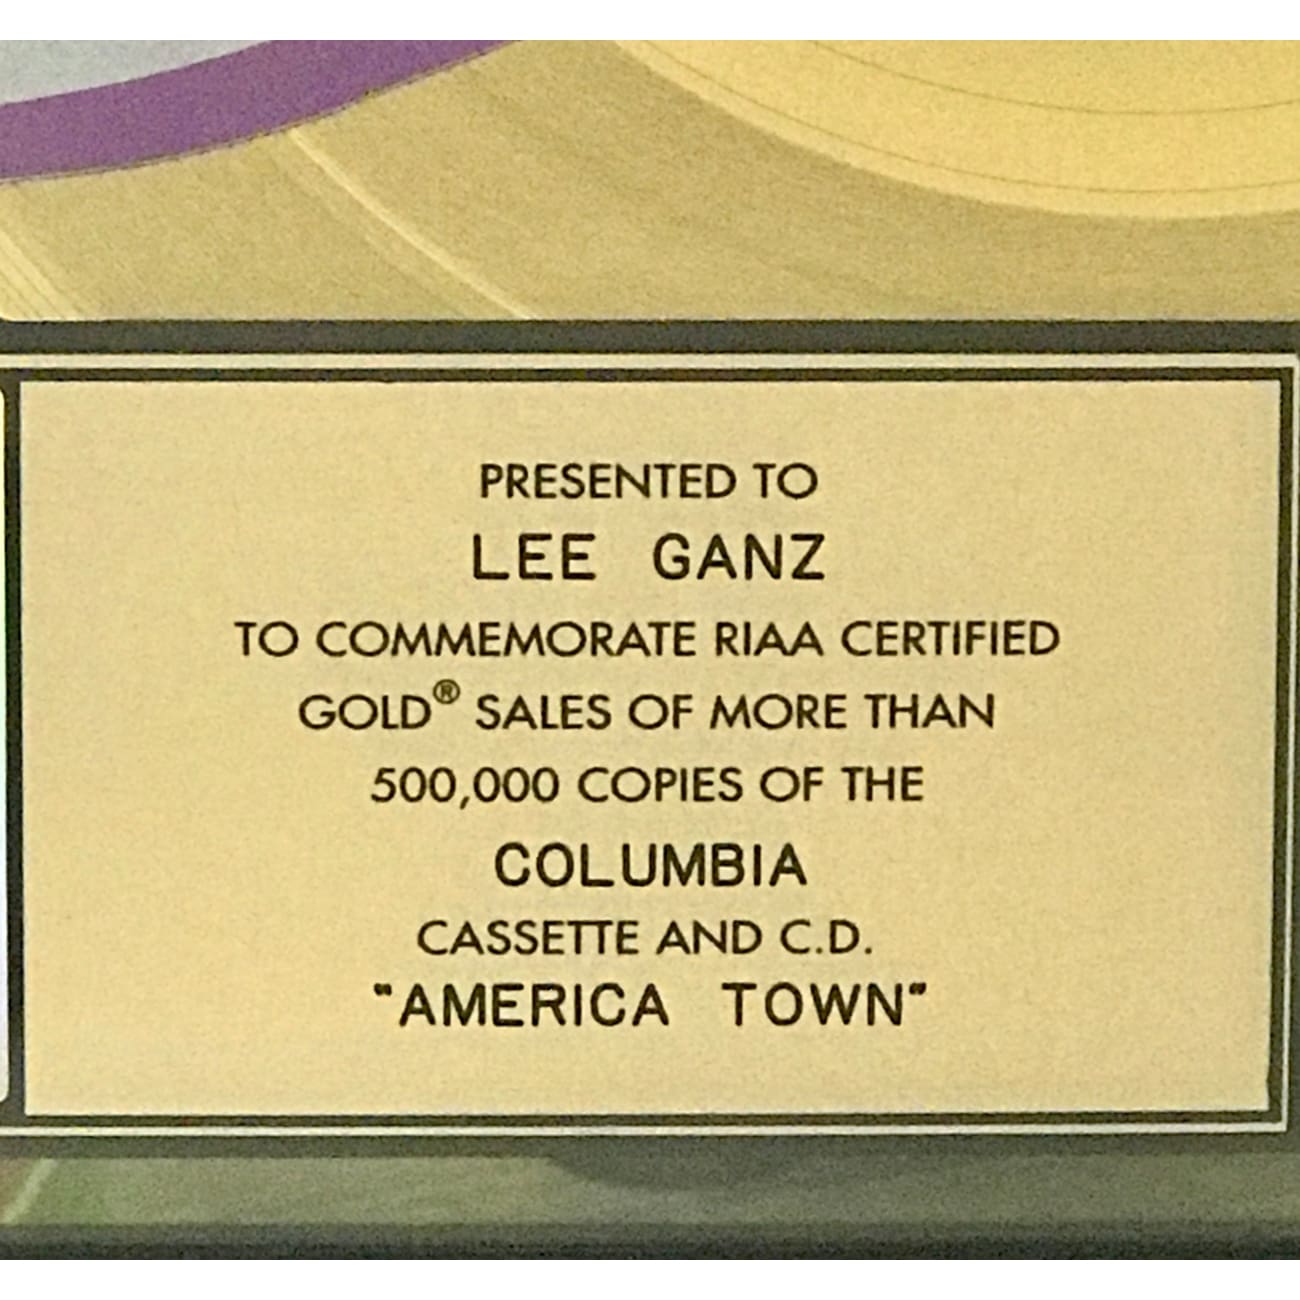 PRESENTED TO
LEE GANZ
TO COMMEMORATE RIAA CERTIFIED
GOLD® SALES OF MORE THAN
500,000 COPIES OF THE
COLUMBIA
CASSETTE AND C.D.
"AMERICA TOWN"